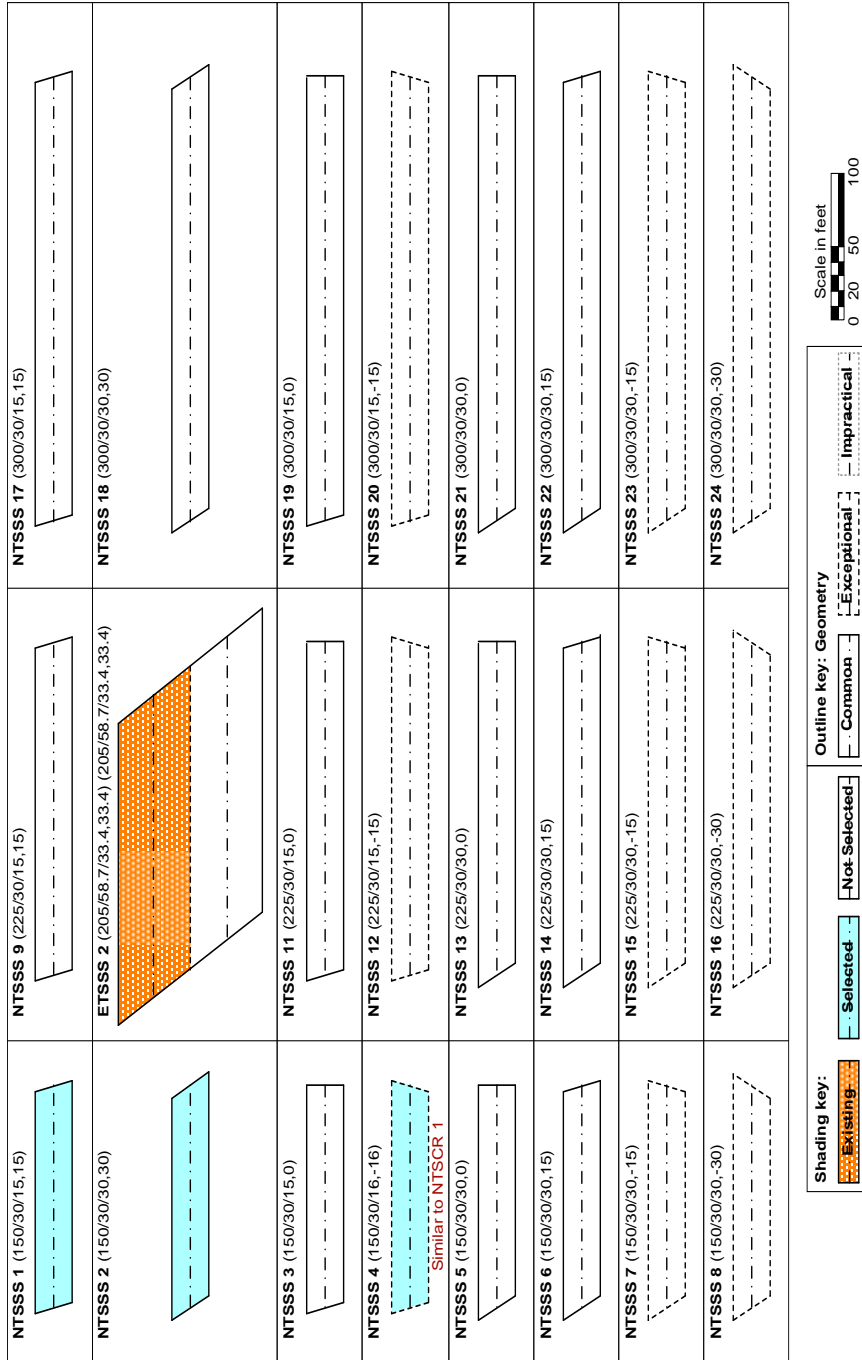 NTSSS 1 (150/30/15,15)
NTSSS 9 (225/30/15,15)
NTSSS 17 (300/30/15,15)
NTSSS 2 (150/30/30,30)
ETSSS 2 (205/58.7/33.4,33.4) (205/58.7/33.4,33.4)
NTSSS 18 (300/30/30,30)
NTSSS 3 (150/30/15,0)
NTSSS 11 (225/30/15,0)
NTSSS 19 (300/30/15,0)
NTSSS 4 (150/30/16,-16)
Similar to NTSCR 1
NTSSS 12 (225/30/15,-15)
NTSSS 20 (300/30/15,-15)
NTSSS 5 (150/30/30,0)
NTSSS 13 (225/30/30,0)
NTSSS 21 (300/30/30,0)
NTSSS 6 (150/30/30,15)
NTSSS 14 (225/30/30,15)
NTSSS 22 (300/30/30,15)
NTSSS 7 (150/30/30,-15)
NTSSS 15 (225/30/30,-15)
NTSSS 23 (300/30/30,-15)
NTSSS 8 (150/30/30,-30)
NTSSS 16 (225/30/30,-30)
NTSSS 24 (300/30/30,-30)
Shading key:
Existing
Selected
Not Selected
Outline key: Geometry
Common
Exceptional
Impractical
Scale in feet
0 20 50 100